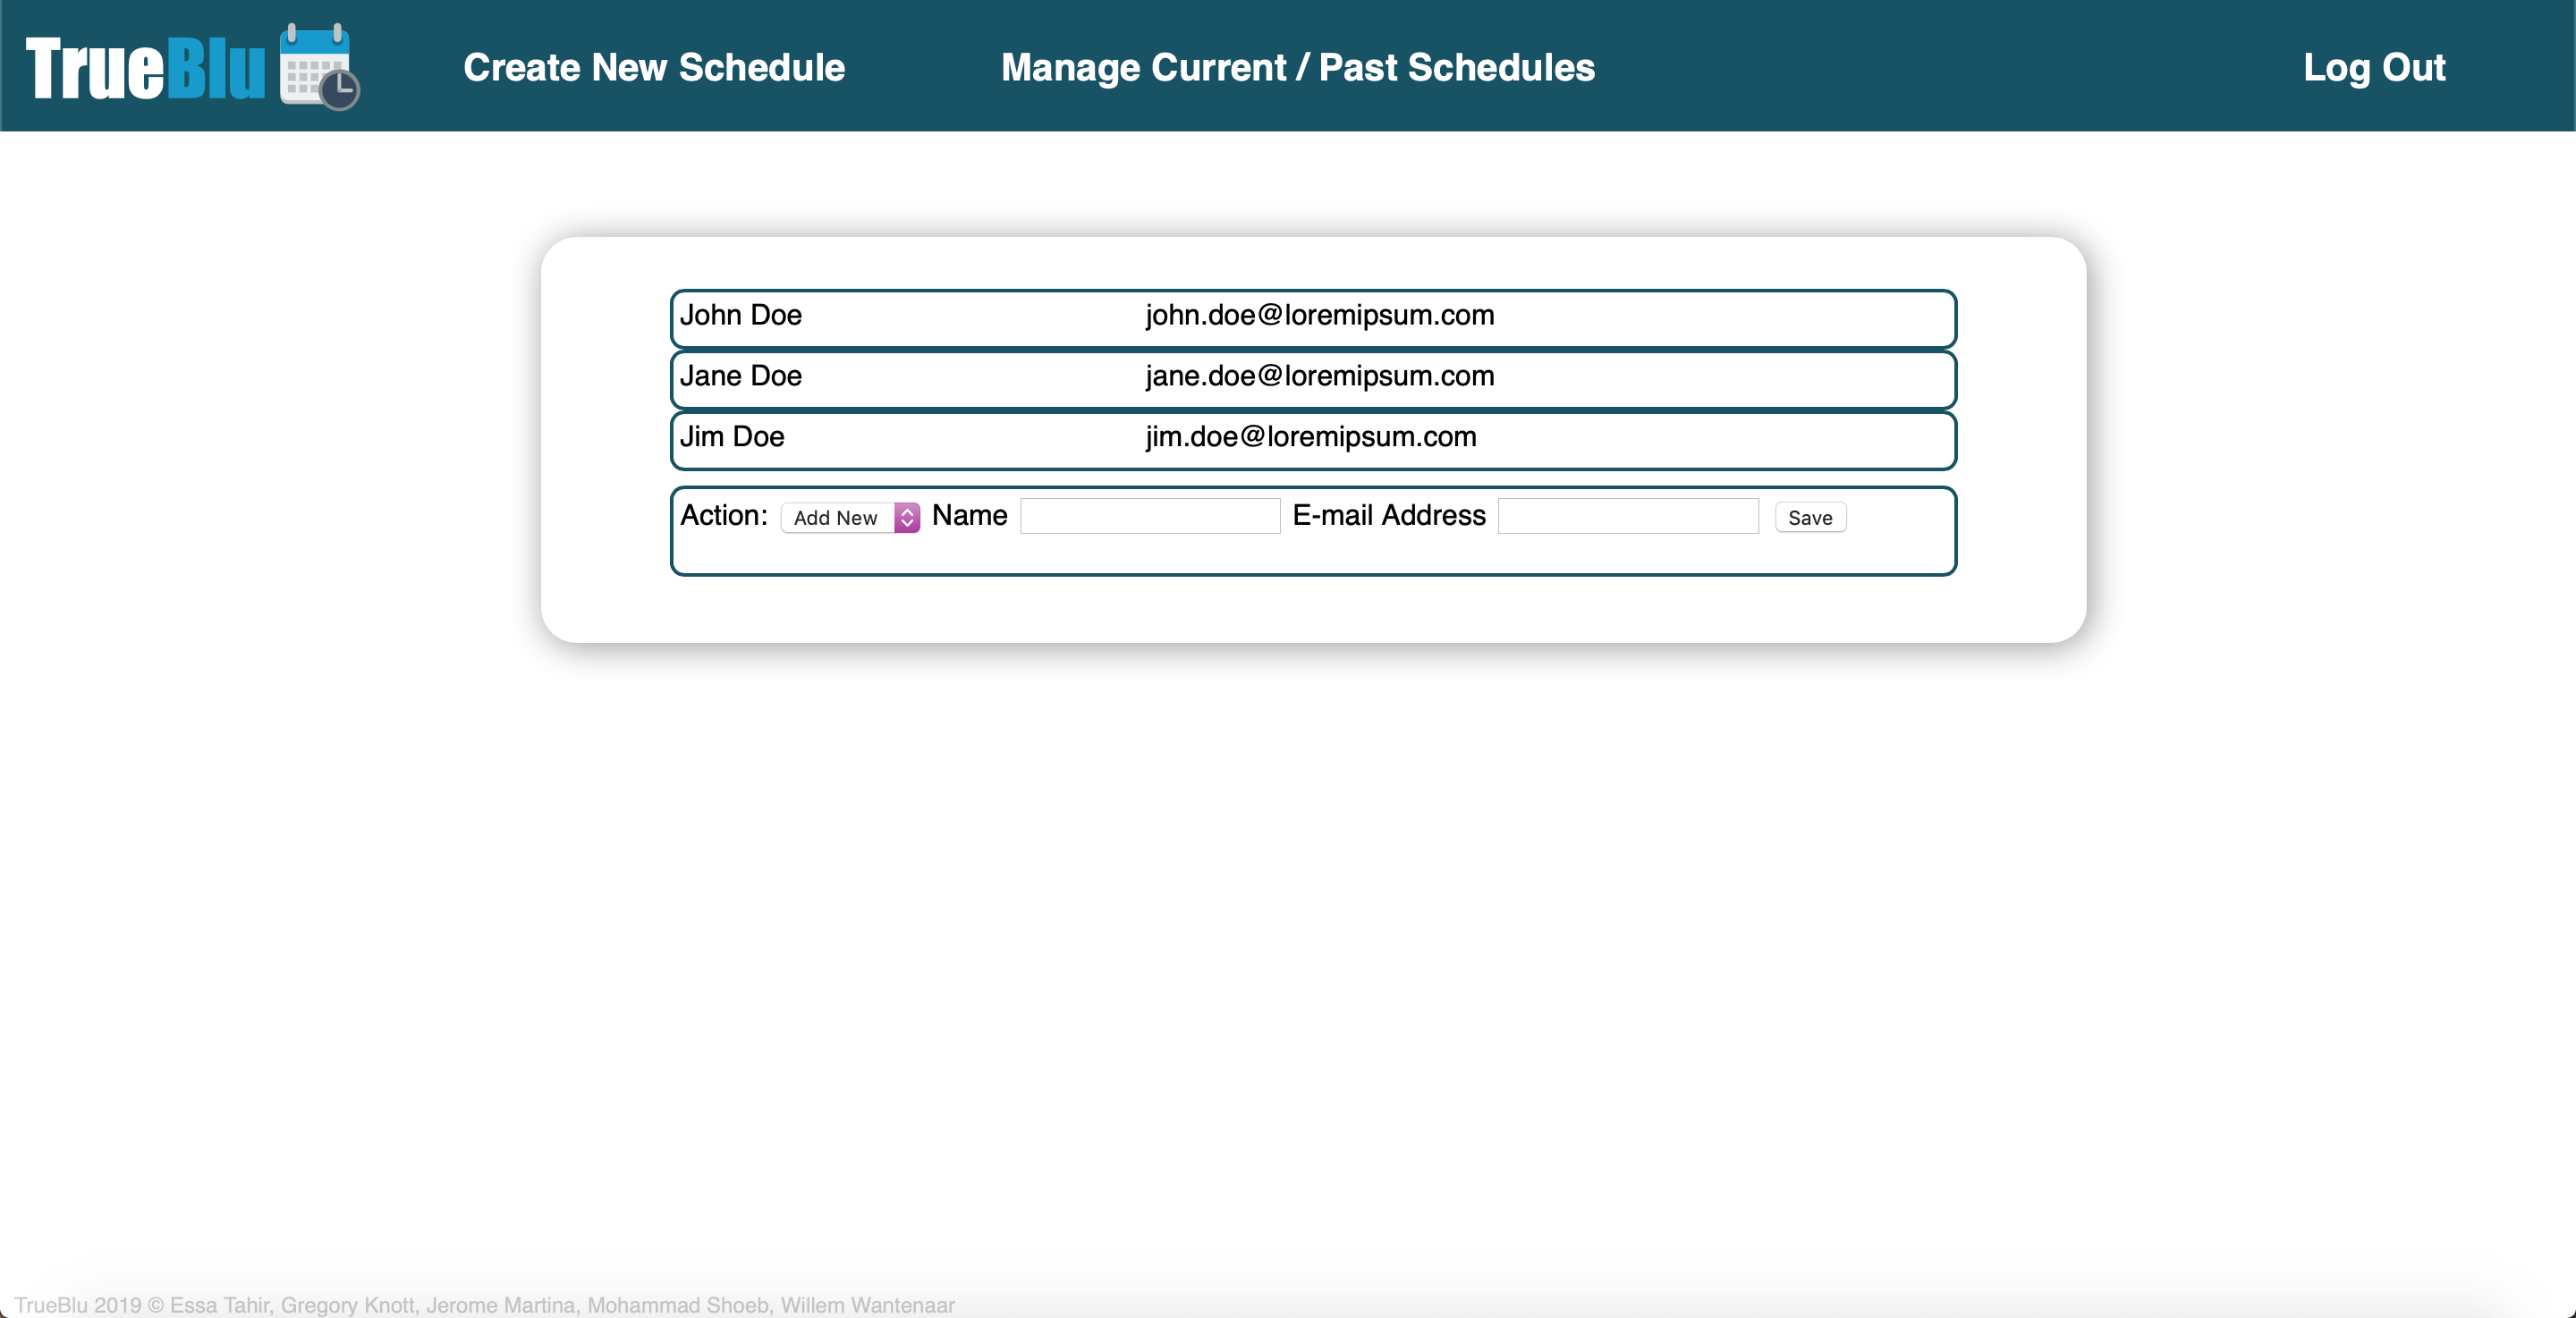 TrueBlu Create New Schedule Manage Current / Past Schedules Log Out
John Doe john.doe@loremipsum.com
Jane Doe jane.doe@loremipsum.com
Jim Doe jim.doe@loremipsum.com
Action: Add New Name E-mail Address Save
TrueBlu 2019 © Essa Tahir, Gregory Knott, Jerome Martina, Mohammad Shoeb, Willem Wantenaar